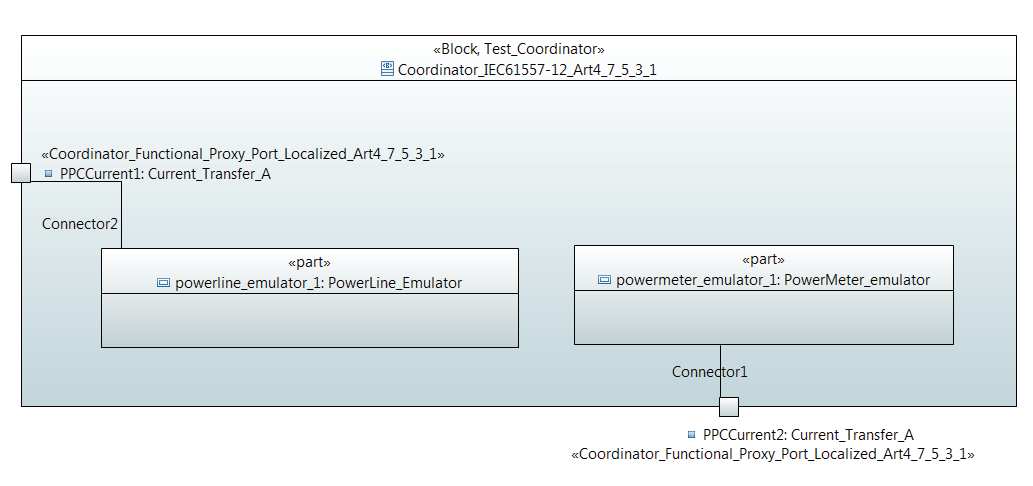 «Block, Test_Coordinator»
Coordinator_IEC61557-12_Art4_7_5_3_1
«Coordinator_Functional_Proxy_Port_Localized_Art4_7_5_3_1»
PPCCurrent1: Current_Transfer_A
Connector2
«part»
powerline_emulator_1: PowerLine_Emulator
«part»
powermeter_emulator_1: PowerMeter_emulator
Connector1
PPCCurrent2: Current_Transfer_A
«Coordinator_Functional_Proxy_Port_Localized_Art4_7_5_3_1»